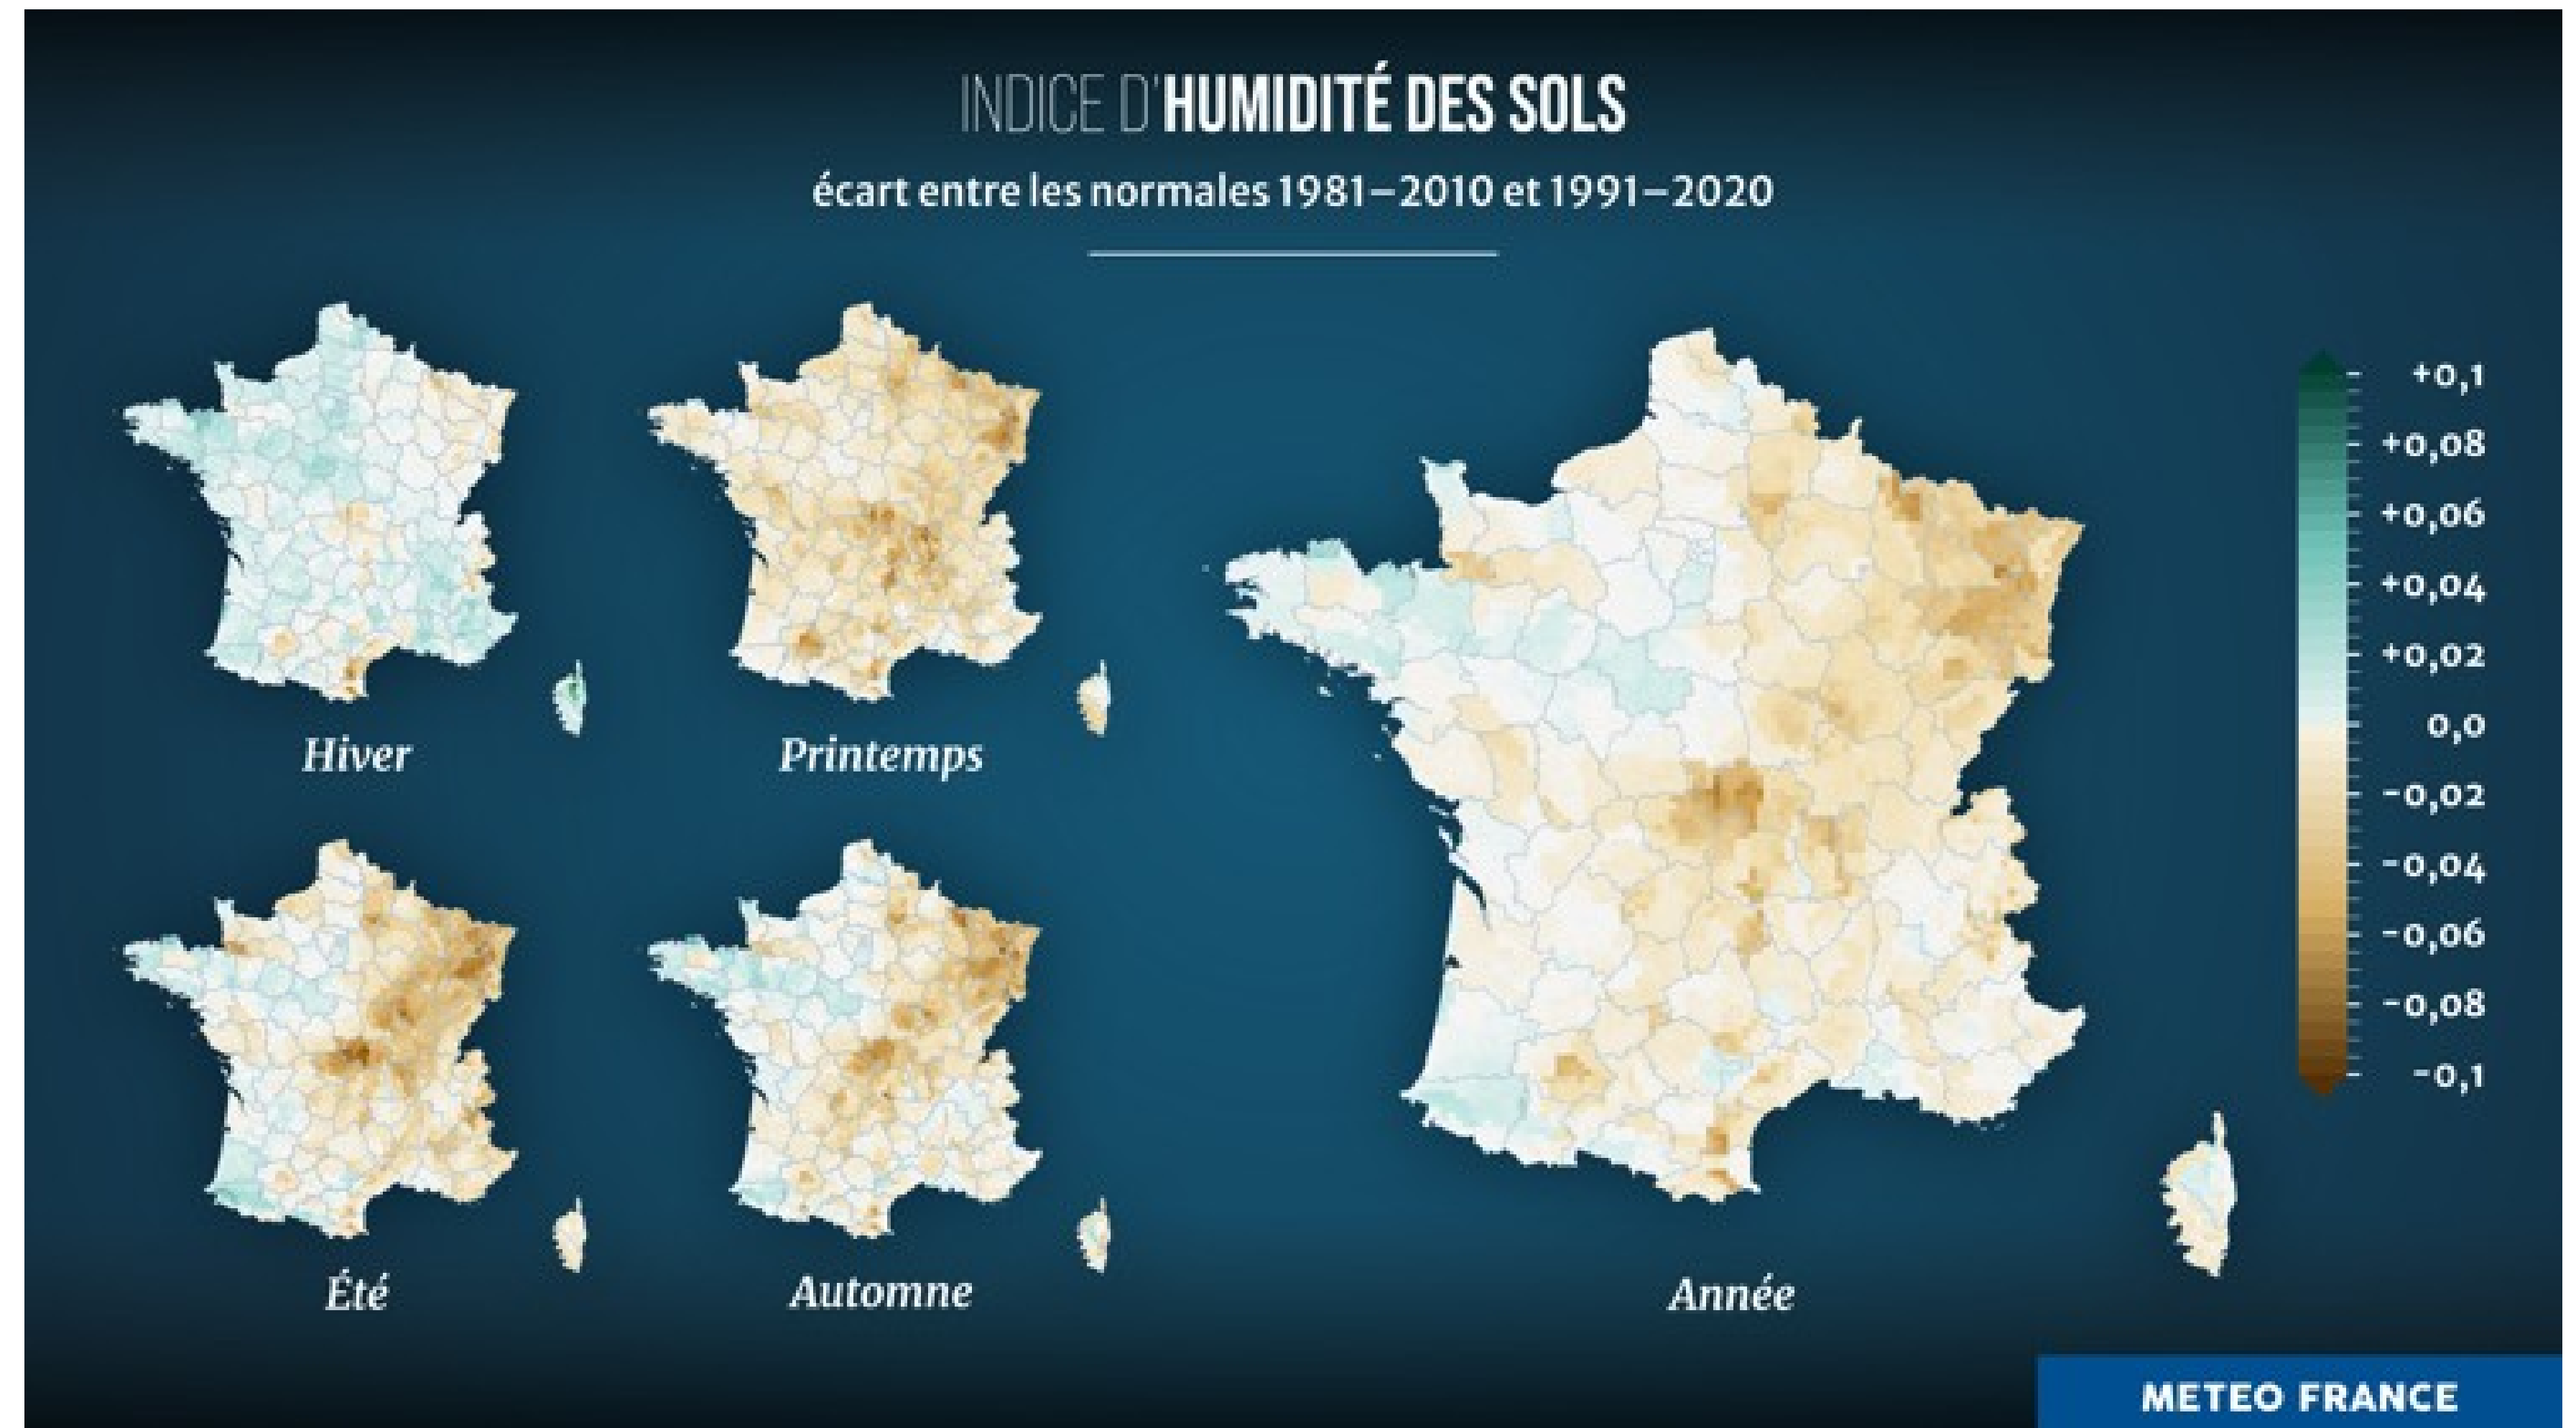 INDICE D'HUMIDITÉ DES SOLS
écart entre les normales 1981–2010 et 1991–2020
Hiver
Printemps
Été
Automne
Année
+0,1
+0,08
+0,06
+0,04
+0,02
0,0
-0,02
-0,04
-0,06
-0,08
-0,1
METEO FRANCE